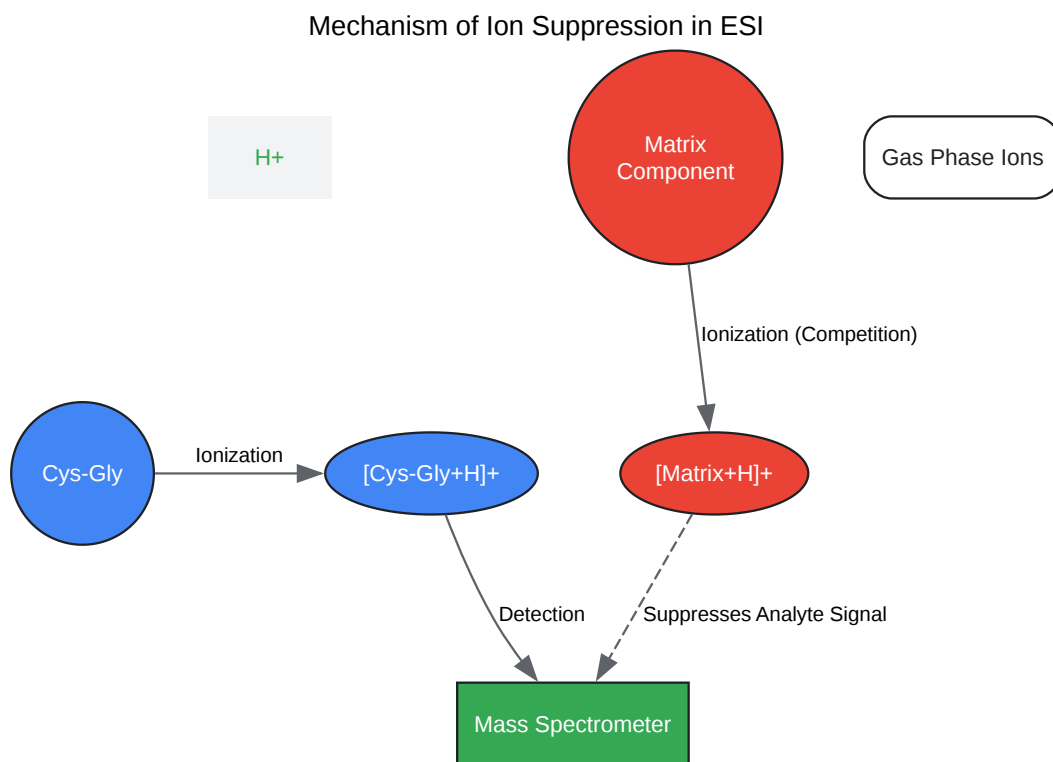 Mechanism of Ion Suppression in ESI
H+
Matrix
Component
Gas Phase Ions
Ionization (Competition)
Cys-Gly
Ionization
[Cys-Gly+H]+
[Matrix+H]+
Detection
Suppresses Analyte Signal
Mass Spectrometer